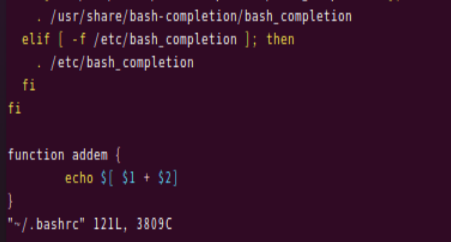 . /usr/share/bash-completion/bash_completion
elif [ -f /etc/bash_completion ]; then
. /etc/bash_completion
fi
fi
function addem {
echo $[ $1 + $2]
}
"~/.bashrc" 121L, 3809C